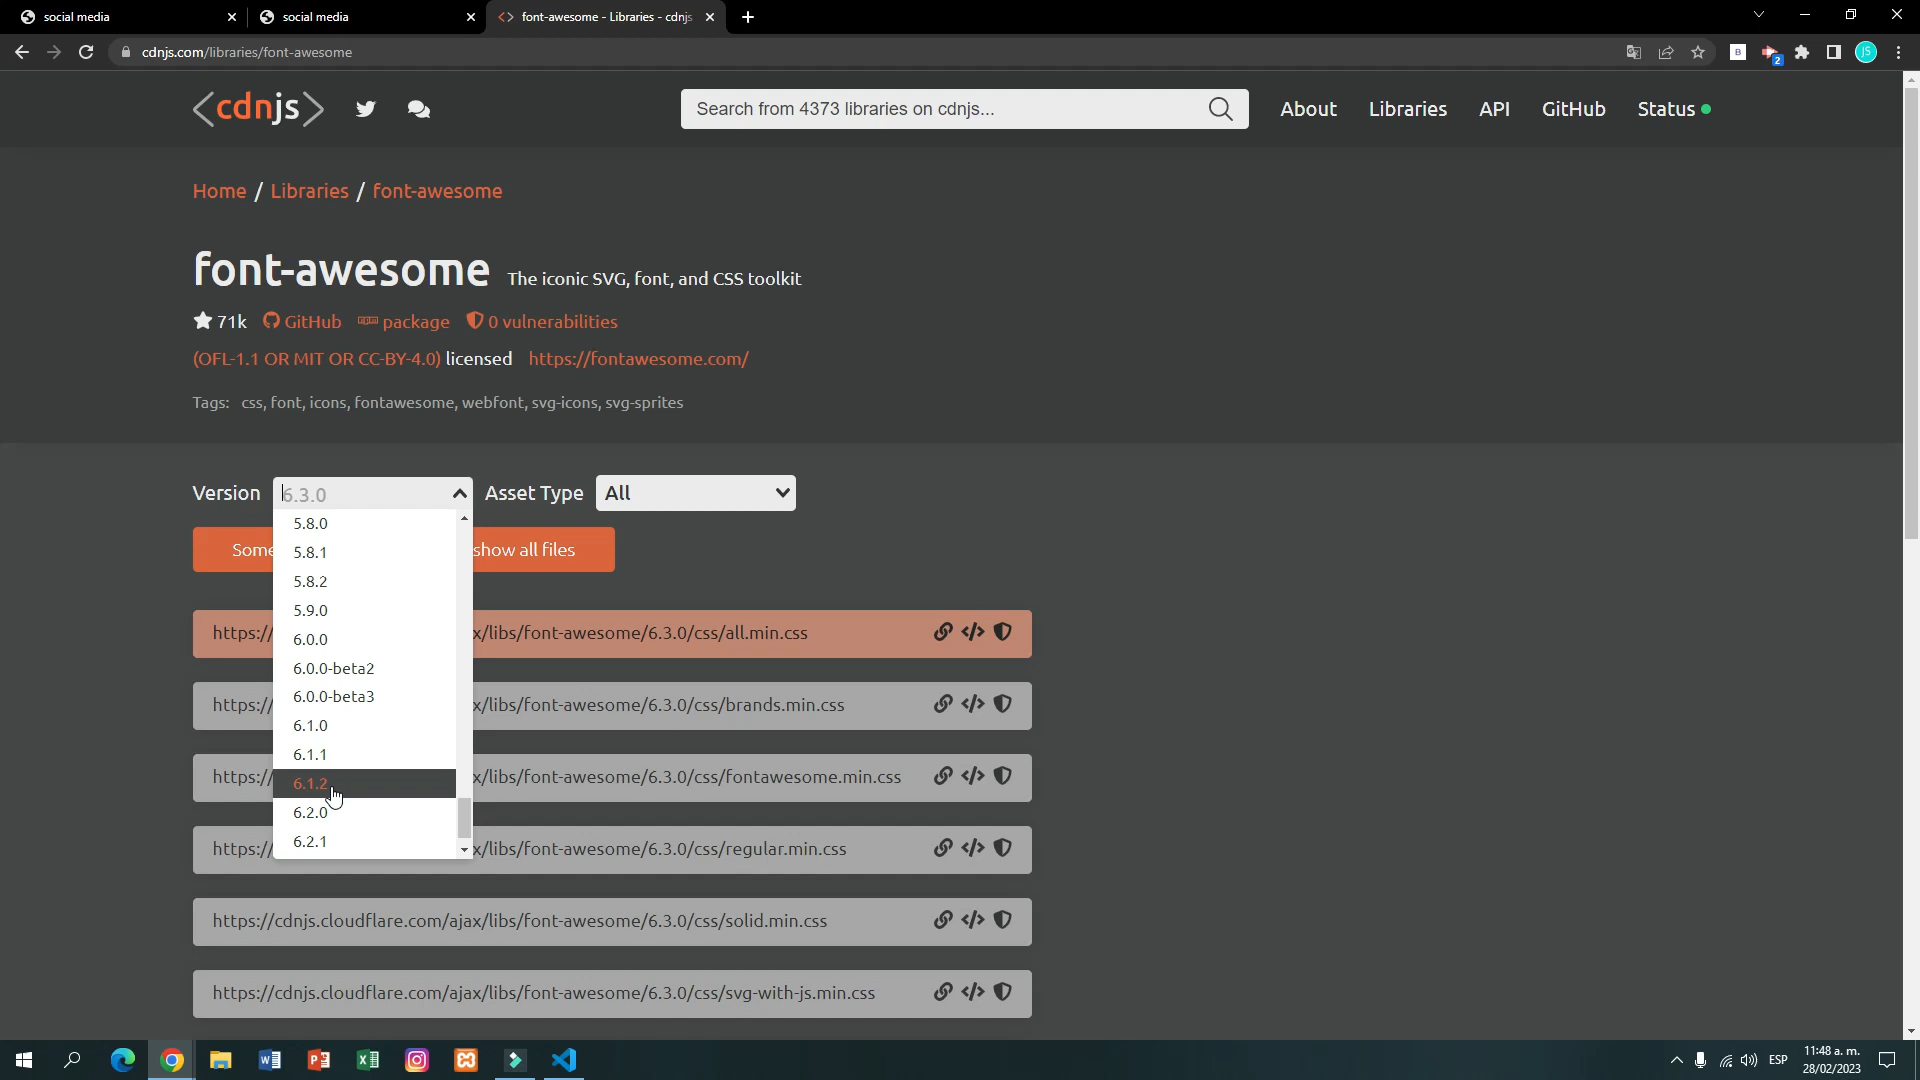 social media
social media
font-awesome - Libraries - cdnjs
cdnjs.com/libraries/font-awesome
B
2
JS
<cdnjs>
Search from 4373 libraries on cdnjs...
About
Libraries
API
GitHub
Status
Home / Libraries / font-awesome
font-awesome The iconic SVG, font, and CSS toolkit
71k GitHub npm package 0 vulnerabilities
(OFL-1.1 OR MIT OR CC-BY-4.0) licensed https://fontawesome.com/
Tags: css, font, icons, fontawesome, webfont, svg-icons, svg-sprites
Version 6.3.0 Asset Type All
5.8.0
5.8.1
5.8.2
5.9.0
6.0.0
6.0.0-beta2
6.0.0-beta3
6.1.0
6.1.1
6.1.2
6.2.0
6.2.1
Some show all files
https:// x/libs/font-awesome/6.3.0/css/all.min.css
https:// x/libs/font-awesome/6.3.0/css/brands.min.css
https:// x/libs/font-awesome/6.3.0/css/fontawesome.min.css
https:// x/libs/font-awesome/6.3.0/css/regular.min.css
https://cdnjs.cloudflare.com/ajax/libs/font-awesome/6.3.0/css/solid.min.css
https://cdnjs.cloudflare.com/ajax/libs/font-awesome/6.3.0/css/svg-with-js.min.css
ESP
11:48 a. m.
28/02/2023